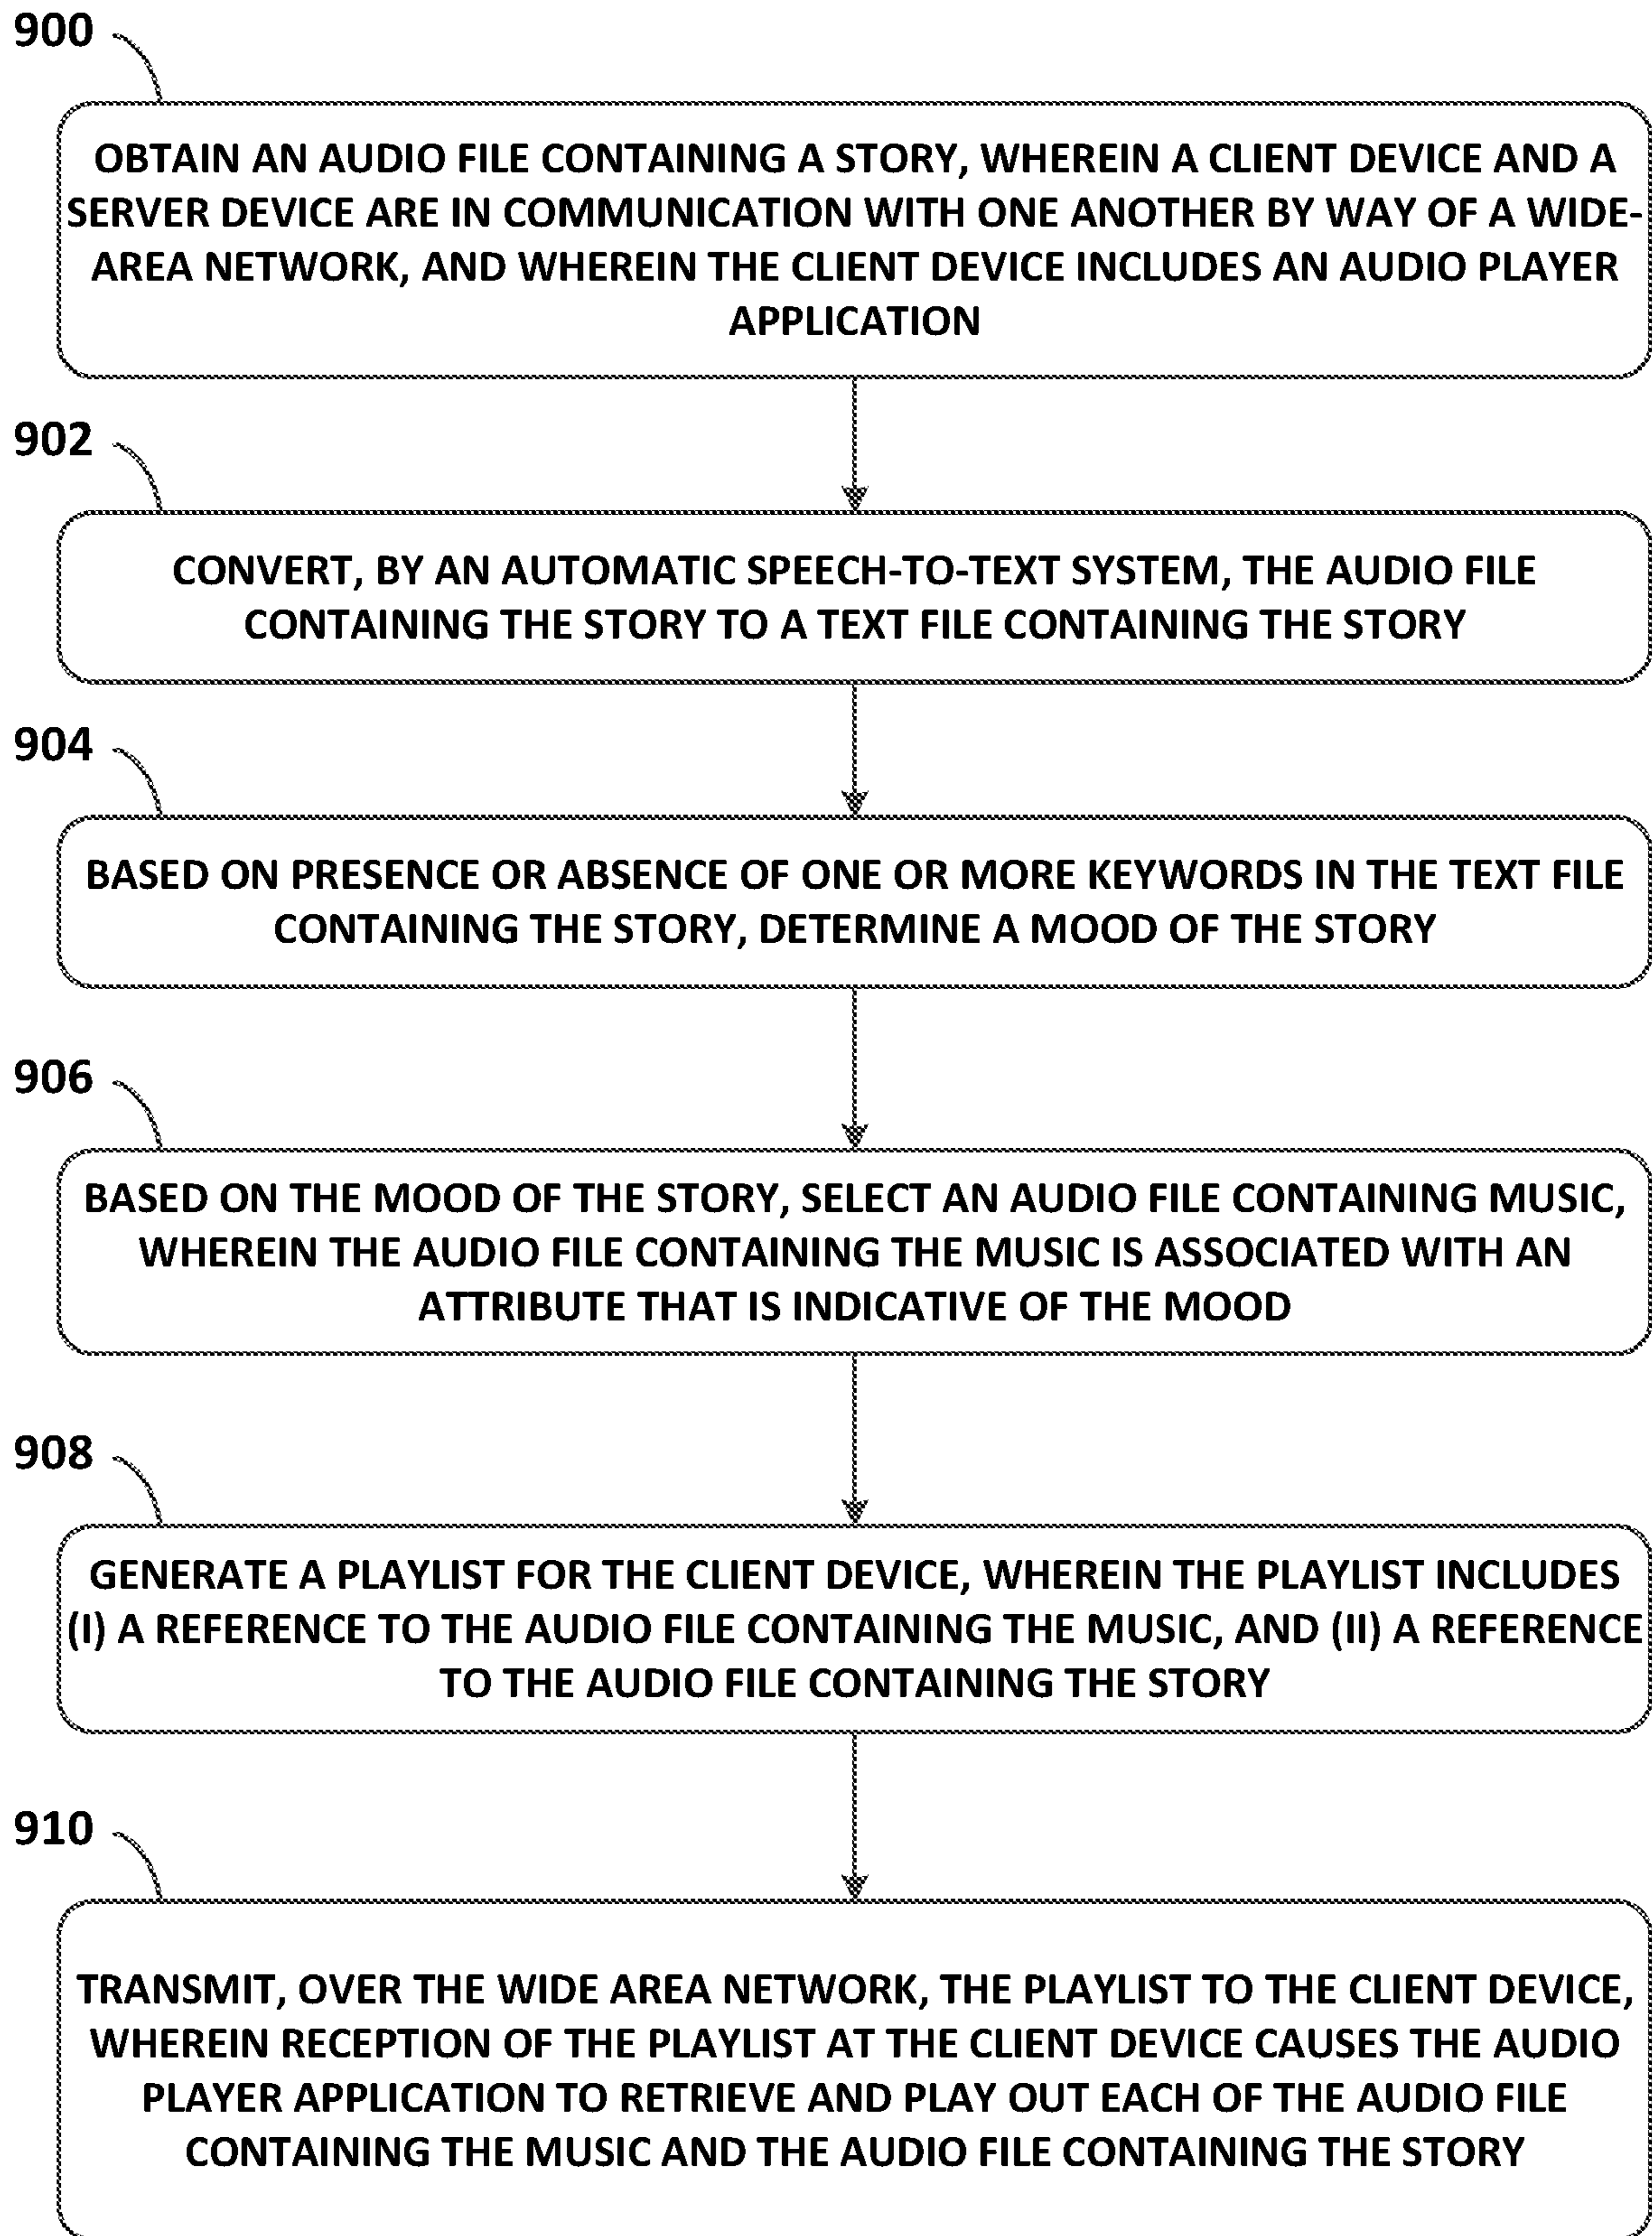 900
OBTAIN AN AUDIO FILE CONTAINING A STORY, WHEREIN A CLIENT DEVICE AND A
SERVER DEVICE ARE IN COMMUNICATION WITH ONE ANOTHER BY WAY OF A WIDE-
AREA NETWORK, AND WHEREIN THE CLIENT DEVICE INCLUDES AN AUDIO PLAYER
APPLICATION
902
CONVERT, BY AN AUTOMATIC SPEECH-TO-TEXT SYSTEM, THE AUDIO FILE
CONTAINING THE STORY TO A TEXT FILE CONTAINING THE STORY
904
BASED ON PRESENCE OR ABSENCE OF ONE OR MORE KEYWORDS IN THE TEXT FILE
CONTAINING THE STORY, DETERMINE A MOOD OF THE STORY
906
BASED ON THE MOOD OF THE STORY, SELECT AN AUDIO FILE CONTAINING MUSIC,
WHEREIN THE AUDIO FILE CONTAINING THE MUSIC IS ASSOCIATED WITH AN
ATTRIBUTE THAT IS INDICATIVE OF THE MOOD
908
GENERATE A PLAYLIST FOR THE CLIENT DEVICE, WHEREIN THE PLAYLIST INCLUDES
(I) A REFERENCE TO THE AUDIO FILE CONTAINING THE MUSIC, AND (II) A REFERENCE
TO THE AUDIO FILE CONTAINING THE STORY
910
TRANSMIT, OVER THE WIDE AREA NETWORK, THE PLAYLIST TO THE CLIENT DEVICE,
WHEREIN RECEPTION OF THE PLAYLIST AT THE CLIENT DEVICE CAUSES THE AUDIO
PLAYER APPLICATION TO RETRIEVE AND PLAY OUT EACH OF THE AUDIO FILE
CONTAINING THE MUSIC AND THE AUDIO FILE CONTAINING THE STORY